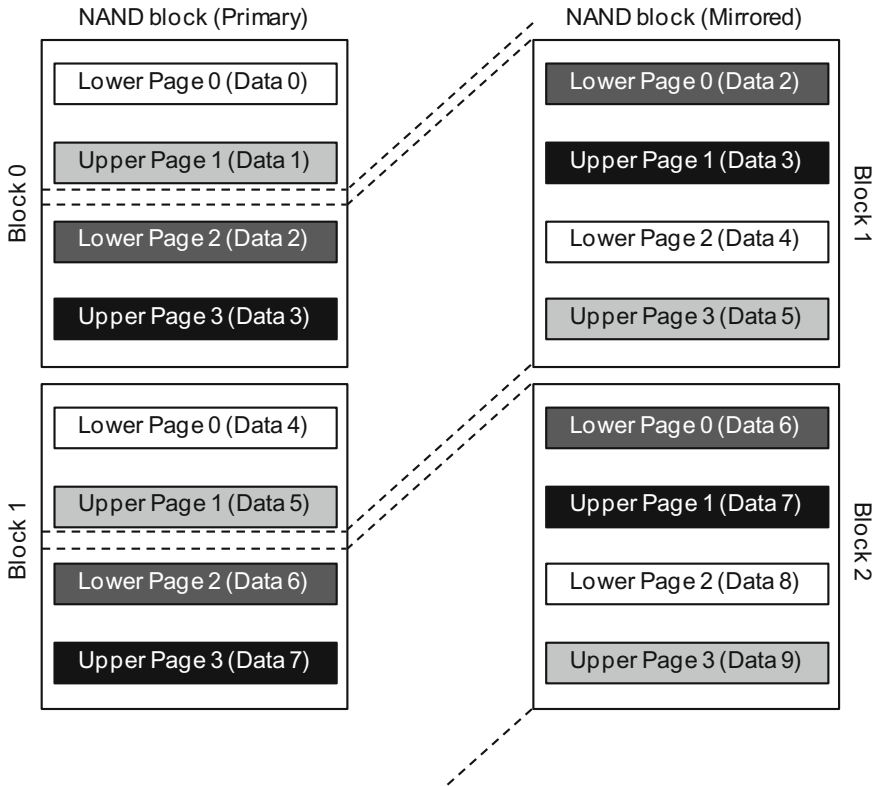 NAND block (Primary)
Block 0
Lower Page 0 (Data 0)
Upper Page 1 (Data 1)
Lower Page 2 (Data 2)
Upper Page 3 (Data 3)
Block 1
Lower Page 0 (Data 4)
Upper Page 1 (Data 5)
Lower Page 2 (Data 6)
Upper Page 3 (Data 7)
NAND block (Mirrored)
Lower Page 0 (Data 2)
Upper Page 1 (Data 3)
Lower Page 2 (Data 4)
Upper Page 3 (Data 5)
Block 1
Lower Page 0 (Data 6)
Upper Page 1 (Data 7)
Lower Page 2 (Data 8)
Upper Page 3 (Data 9)
Block 2